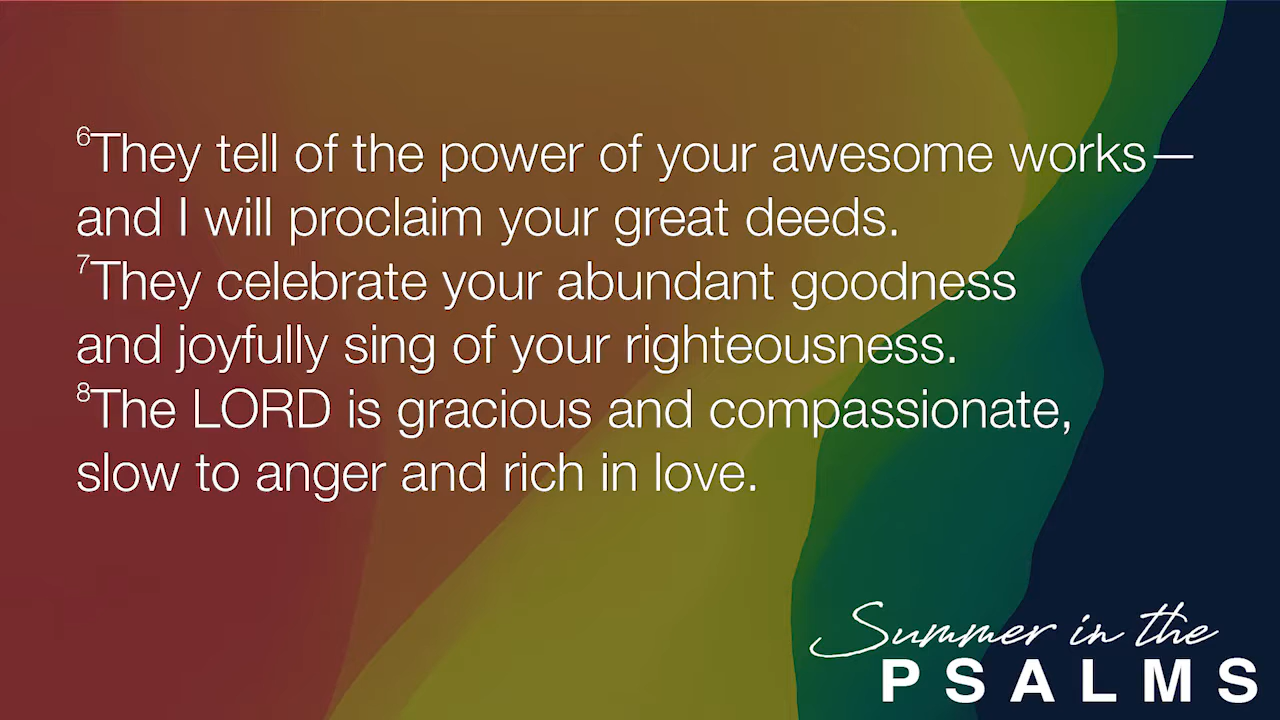 ⁶They tell of the power of your awesome works—
and I will proclaim your great deeds.
⁷They celebrate your abundant goodness
and joyfully sing of your righteousness.
⁸The LORD is gracious and compassionate,
slow to anger and rich in love.
Summer in the
PSALMS